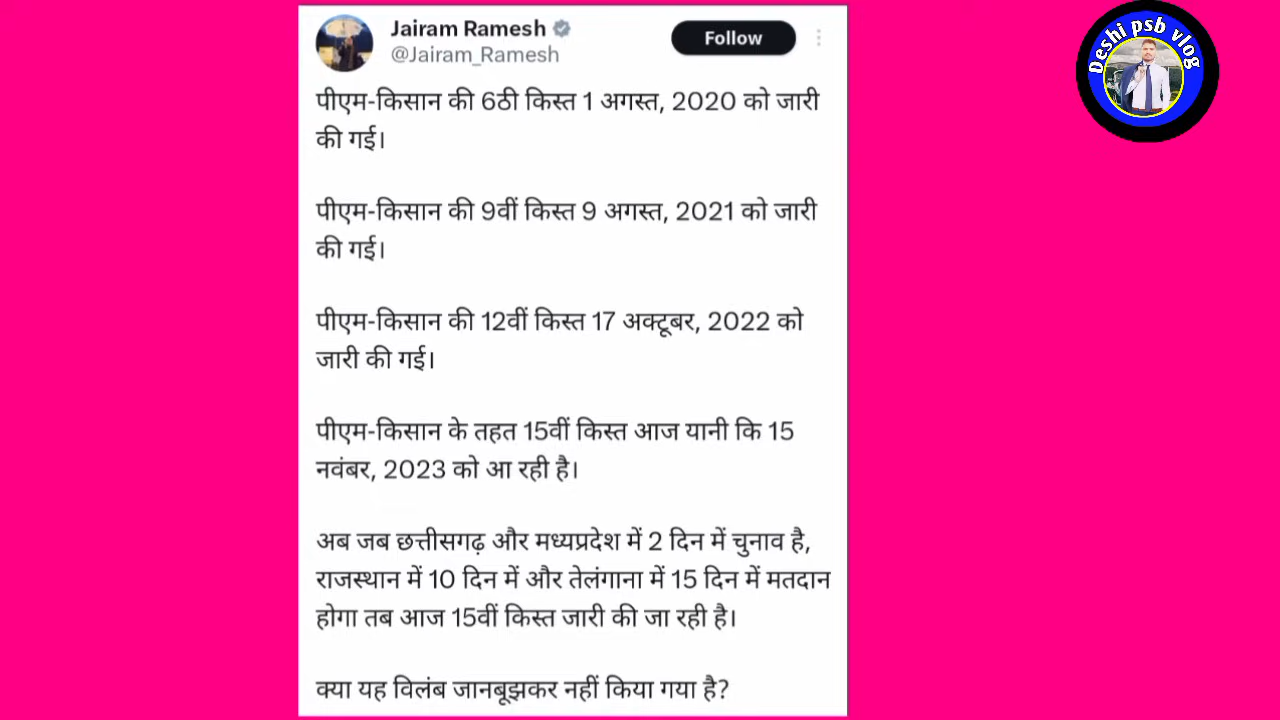 Jairam Ramesh
@Jairam_Ramesh
Follow
Deshi psb vlog
पीएम-किसान की 6ठी किस्त 1 अगस्त, 2020 को जारी
की गई।
पीएम-किसान की 9वीं किस्त 9 अगस्त, 2021 को जारी
की गई।
पीएम-किसान की 12वीं किस्त 17 अक्टूबर, 2022 को
जारी की गई।
पीएम-किसान के तहत 15वीं किस्त आज यानी कि 15
नवंबर, 2023 को आ रही है।
अब जब छत्तीसगढ़ और मध्यप्रदेश में 2 दिन में चुनाव है,
राजस्थान में 10 दिन में और तेलंगाना में 15 दिन में मतदान
होगा तब आज 15वीं किस्त जारी की जा रही है।
क्या यह विलंब जानबूझकर नहीं किया गया है?